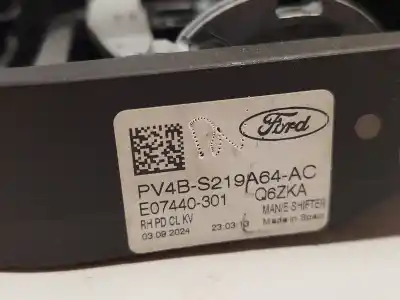 Ford
PV4B-S219A64-AC
E07440-301 Q6ZKA
RH PD CL KV MAN/E SHIFTER
03.09.2024 23:03:10 Made in Spain